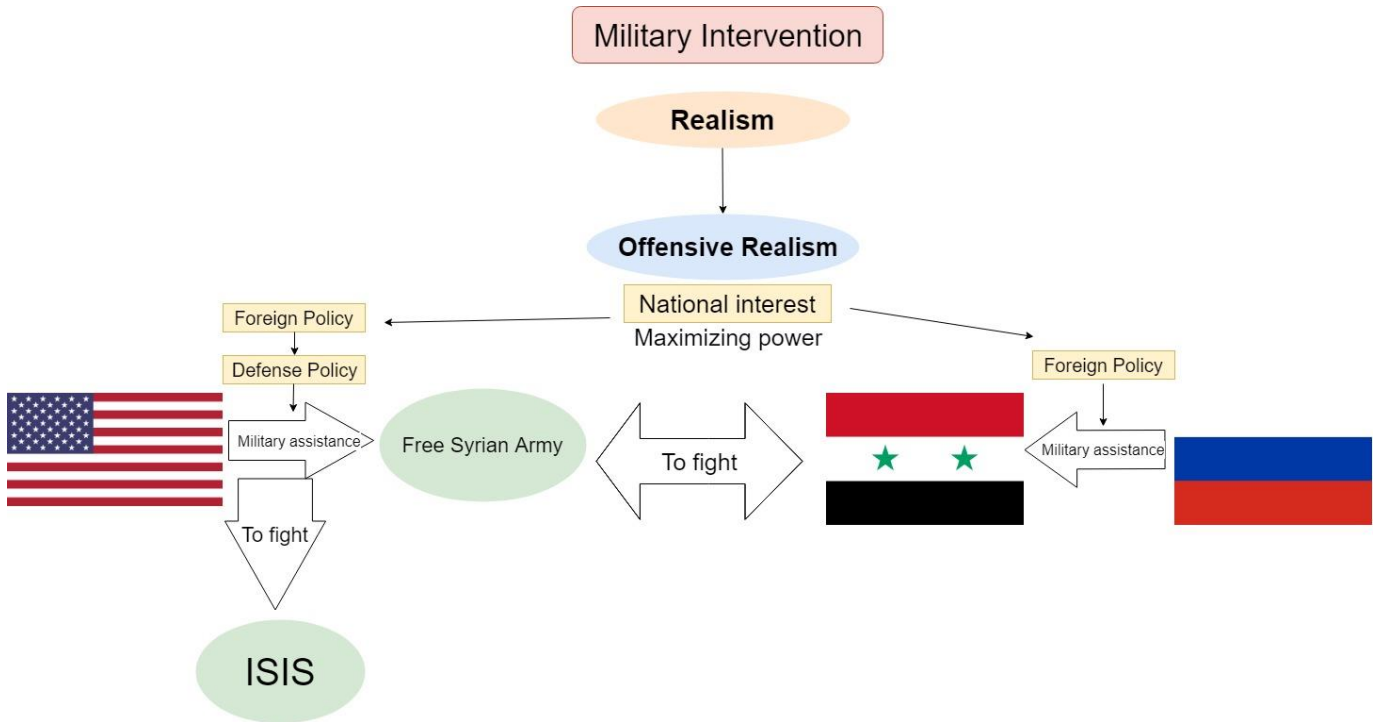 Military Intervention
Realism
Offensive Realism
National interest
Maximizing power
Foreign Policy
Defense Policy
Foreign Policy
Military assistance
Free Syrian Army
To fight
Military assistance
To fight
ISIS